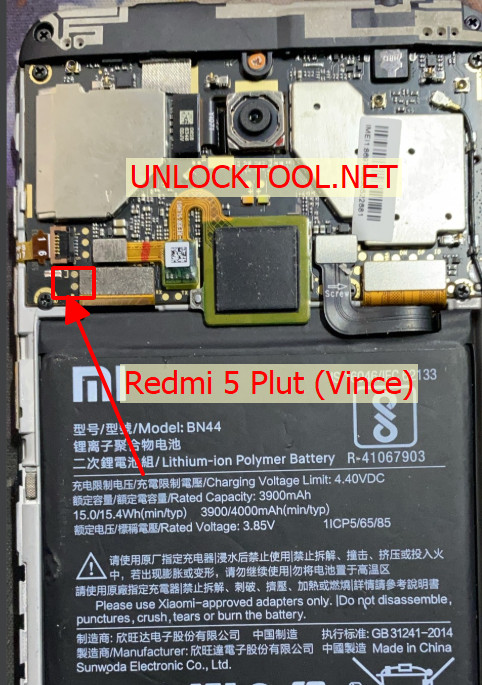 UNLOCKTOOL.NET
Screw
Redmi 5 Plut (Vince)
型号/型號/Model: BN44
锂离子聚合物电池
二次鋰電池組/Lithium-ion Polymer Battery
R-41067903
充电限制电压/充電限制電壓/Charging Voltage Limit: 4.40VDC
额定容量/額定電容量/Rated Capacity: 3900mAh
15.0/15.4Wh(min/typ) 3900/4000mAh(min/typ)
额定电压/標稱電壓/Rated Voltage: 3.85V
1ICP5/65/85
请使用原厂指定充电器|浸水后禁止使用|禁止拆解、撞击、挤压或投入火
中，若出现膨胀或变形，请勿继续使用|勿将电池置于高温区
請使用原廠指定充電器|禁止拆解、刺破、擠壓、加熱或燃燒|詳情請參考說明書
Please use Xiaomi-approved adapters only. |Do not disassemble,
punctures, crush, tears or burn the battery.
制造商：欣旺达电子股份有限公司 中国制造
执行标准: GB 31241-2014
製造商：欣旺達電子股份有限公司 中國製造
Manufacturer: Sunwoda Electronic Co., Ltd.